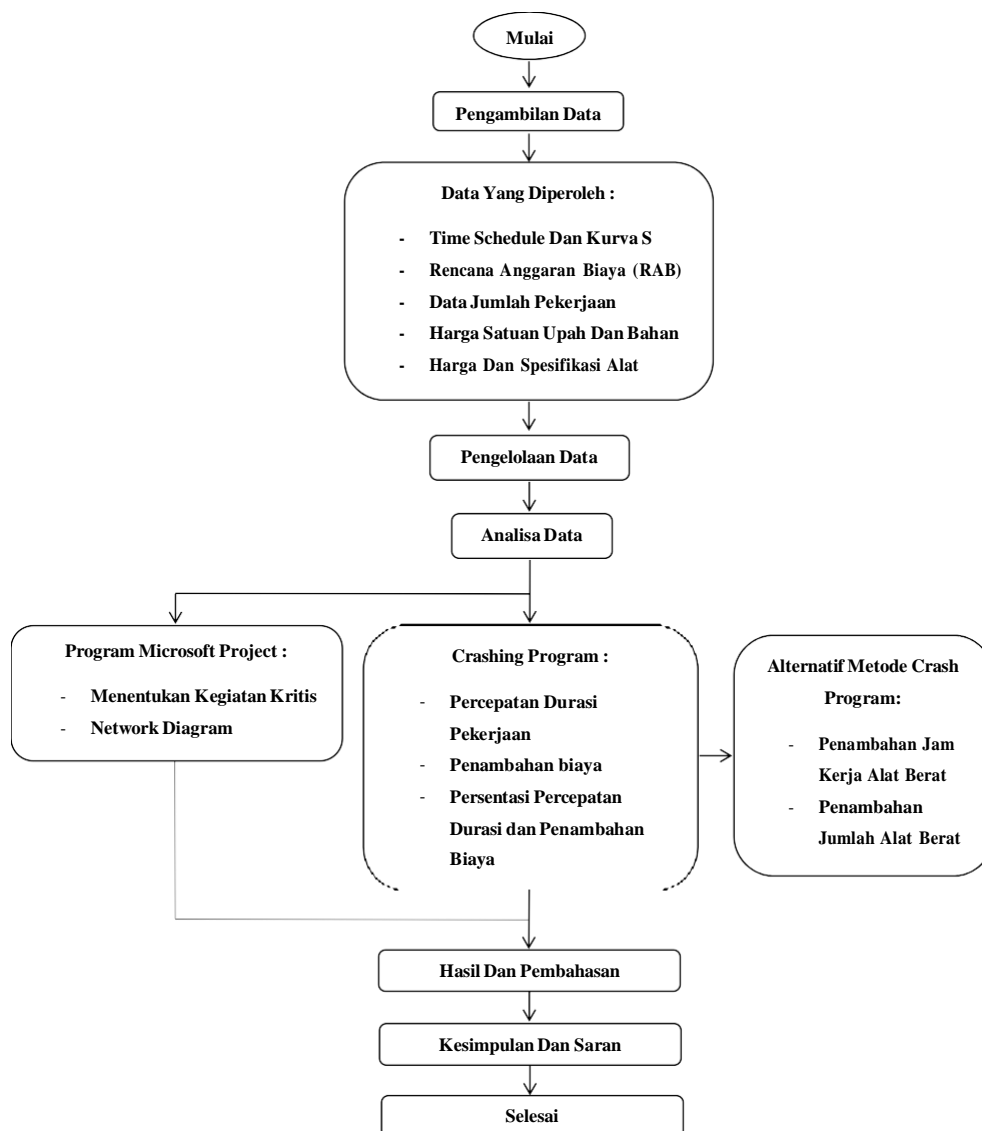 Mulai
Pengambilan Data
Data Yang Diperoleh :
- Time Schedule Dan Kurva S
- Rencana Anggaran Biaya (RAB)
- Data Jumlah Pekerjaan
- Harga Satuan Upah Dan Bahan
- Harga Dan Spesifikasi Alat
Pengelolaan Data
Analisa Data
Program Microsoft Project :
- Menentukan Kegiatan Kritis
- Network Diagram
Crashing Program :
- Percepatan Durasi
Pekerjaan
- Penambahan biaya
- Persentasi Percepatan
Durasi dan Penambahan
Biaya
Alternatif Metode Crash
Program:
- Penambahan Jam
Kerja Alat Berat
- Penambahan
Jumlah Alat Berat
Hasil Dan Pembahasan
Kesimpulan Dan Saran
Selesai